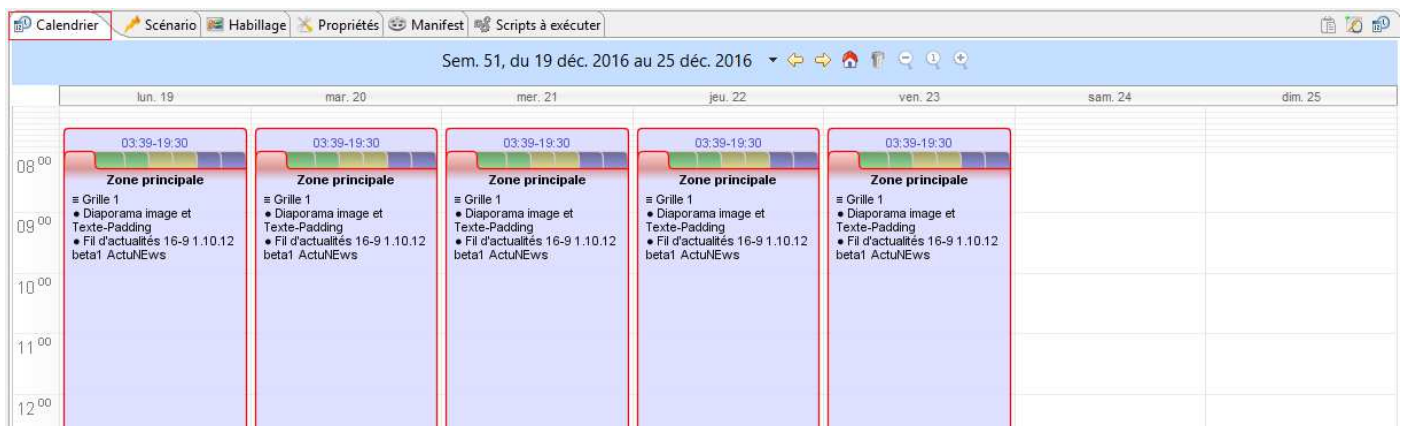 Calendrier Scénario Habillage Propriétés Manifest Scripts à exécuter
Sem. 51, du 19 déc. 2016 au 25 déc. 2016
lun. 19 mar. 20 mer. 21 jeu. 22 ven. 23 sam. 24 dim. 25
03:39-19:30 03:39-19:30 03:39-19:30 03:39-19:30 03:39-19:30
08 00
Zone principale Zone principale Zone principale Zone principale Zone principale
≡ Grille 1 ≡ Grille 1 ≡ Grille 1 ≡ Grille 1 ≡ Grille 1
● Diaporama image et ● Diaporama image et ● Diaporama image et ● Diaporama image et ● Diaporama image et
09 00 Texte-Padding Texte-Padding Texte-Padding Texte-Padding Texte-Padding
● Fil d'actualités 16-9 1.10.12 ● Fil d'actualités 16-9 1.10.12 ● Fil d'actualités 16-9 1.10.12 ● Fil d'actualités 16-9 1.10.12 ● Fil d'actualités 16-9 1.10.12
beta1 ActuNEws beta1 ActuNEws beta1 ActuNEws beta1 ActuNEws beta1 ActuNEws
10 00
11 00
12 00